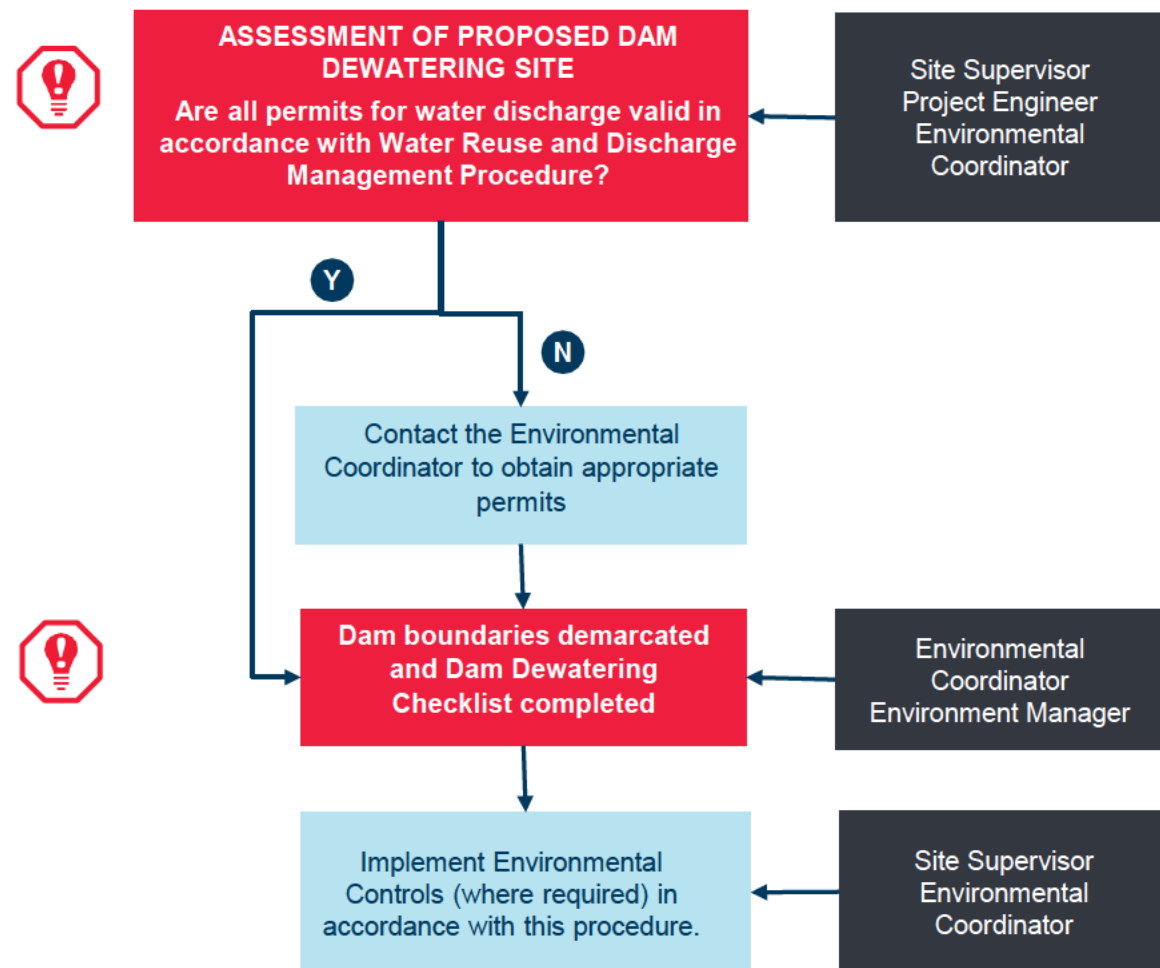 ASSESSMENT OF PROPOSED DAM
DEWATERING SITE
Are all permits for water discharge valid in
accordance with Water Reuse and Discharge
Management Procedure?
Site Supervisor
Project Engineer
Environmental
Coordinator
Y
N
Contact the Environmental
Coordinator to obtain appropriate
permits
Dam boundaries demarcated
and Dam Dewatering
Checklist completed
Environmental
Coordinator
Environment Manager
Implement Environmental
Controls (where required) in
accordance with this procedure.
Site Supervisor
Environmental
Coordinator